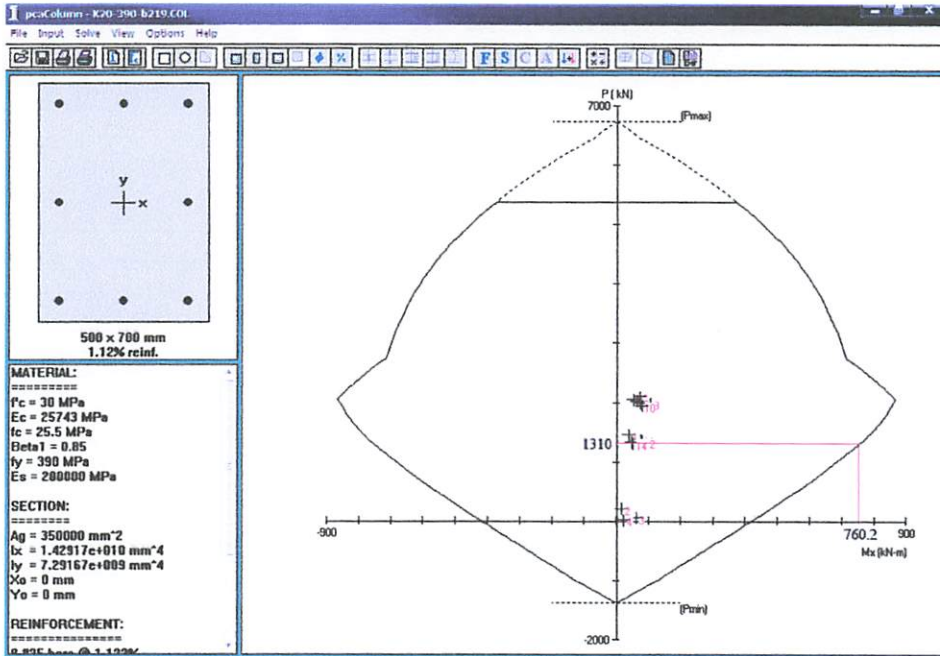 pcaColumn - K20-390-b219.COL
File Input Solve View Options Help
F S C A
y
x
500 x 700 mm
1.12% reinf.
MATERIAL:
=========
f'c = 30 MPa
Ec = 25743 MPa
fc = 25.5 MPa
Beta1 = 0.85
fy = 390 MPa
Es = 200000 MPa
SECTION:
========
Ag = 350000 mm^2
Ix = 1.42917e+010 mm^4
Iy = 7.29167e+009 mm^4
Xo = 0 mm
Yo = 0 mm
REINFORCEMENT:
==============
P ( kN)
7000
(Pmax)
1310
-900
760.2
900
Mx (kN-m)
(Pmin)
-2000